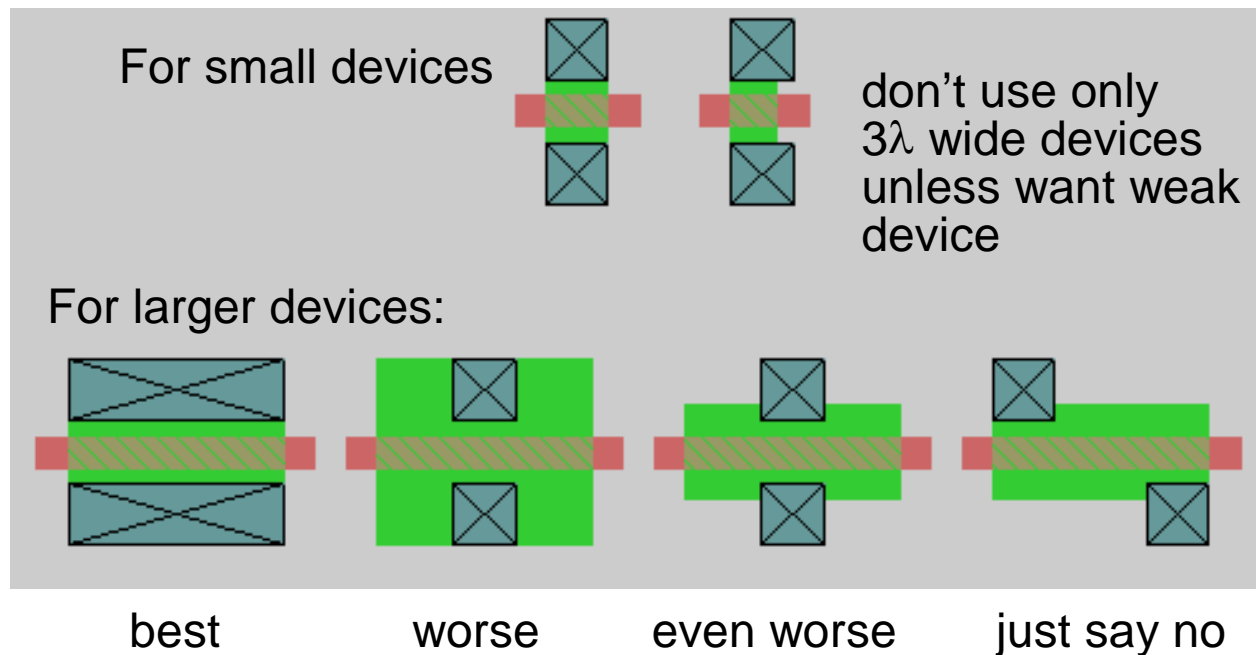 For small devices
don't use only
3λ wide devices
unless want weak
device
For larger devices:
best worse even worse just say no